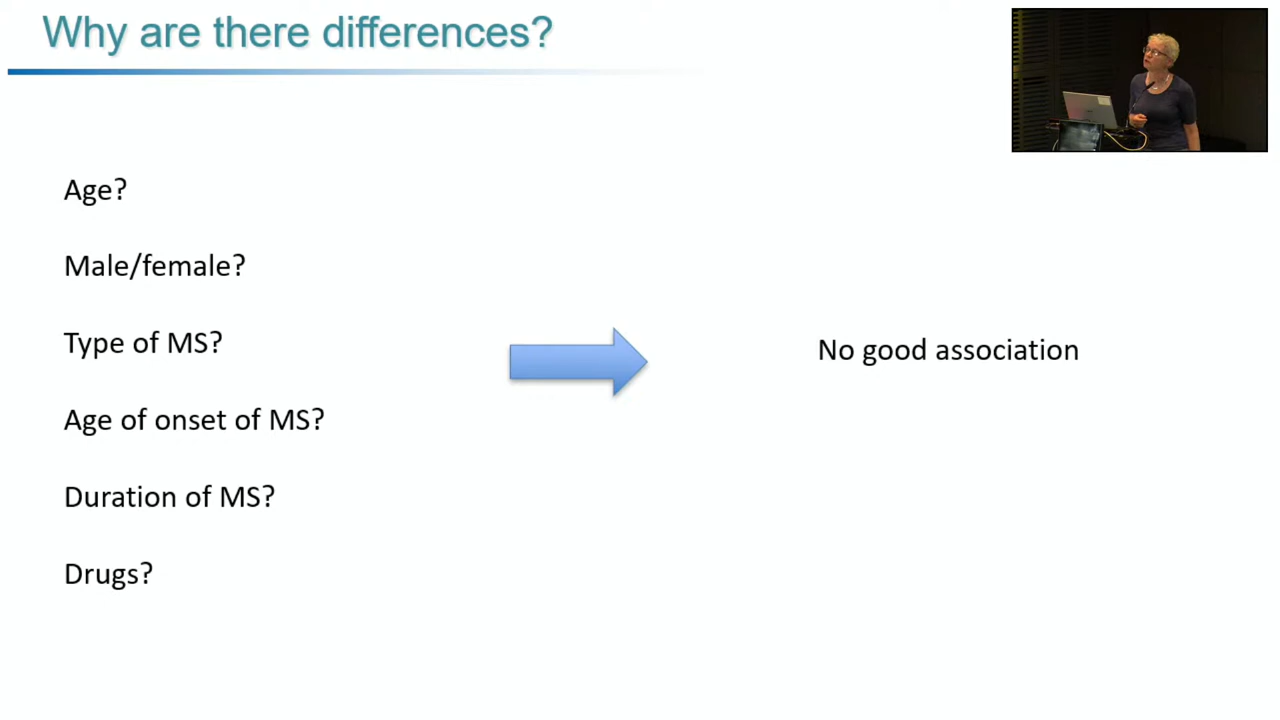 Why are there differences?
Age?
Male/female?
Type of MS?
Age of onset of MS?
Duration of MS?
Drugs?
No good association